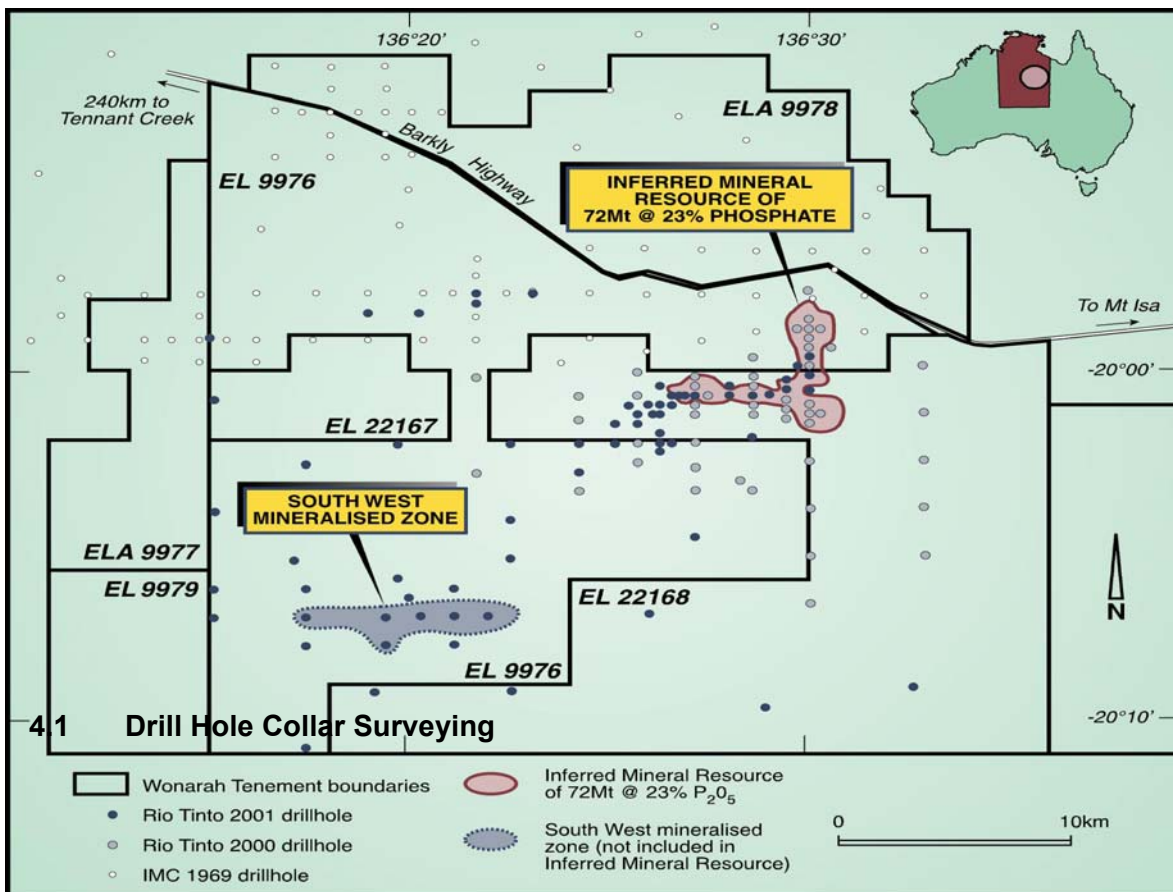 136°20'
136°30'
240km to
Tennant Creek
ELA 9978
Barkly Highway
EL 9976
INFERRED MINERAL
RESOURCE OF
72Mt @ 23% PHOSPHATE
To Mt Isa
-20°00'
EL 22167
SOUTH WEST
MINERALISED ZONE
ELA 9977
EL 9979
EL 22168
N
EL 9976
-20°10'
4.1 Drill Hole Collar Surveying
Wonarah Tenement boundaries
Rio Tinto 2001 drillhole
Rio Tinto 2000 drillhole
IMC 1969 drillhole
Inferred Mineral Resource
of 72Mt @ 23% P₂0₅
South West mineralised
zone (not included in
Inferred Mineral Resource)
0 10km